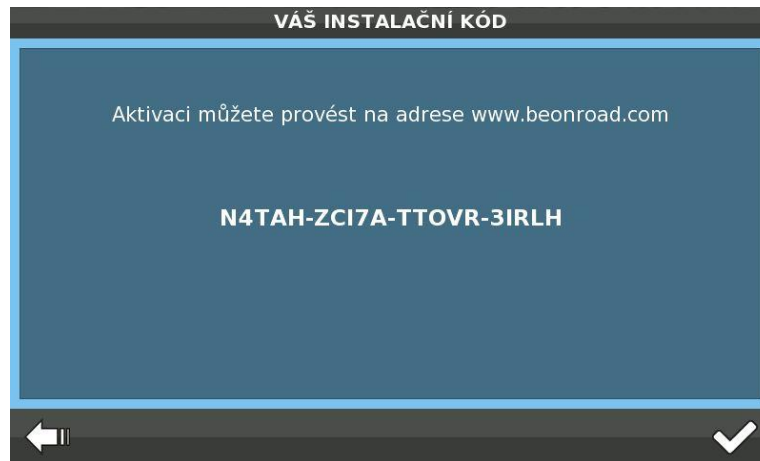 VÁŠ INSTALAČNÍ KÓD
Aktivaci můžete provést na adrese www.beonroad.com
N4TAH-ZCI7A-TTOVR-3IRLH